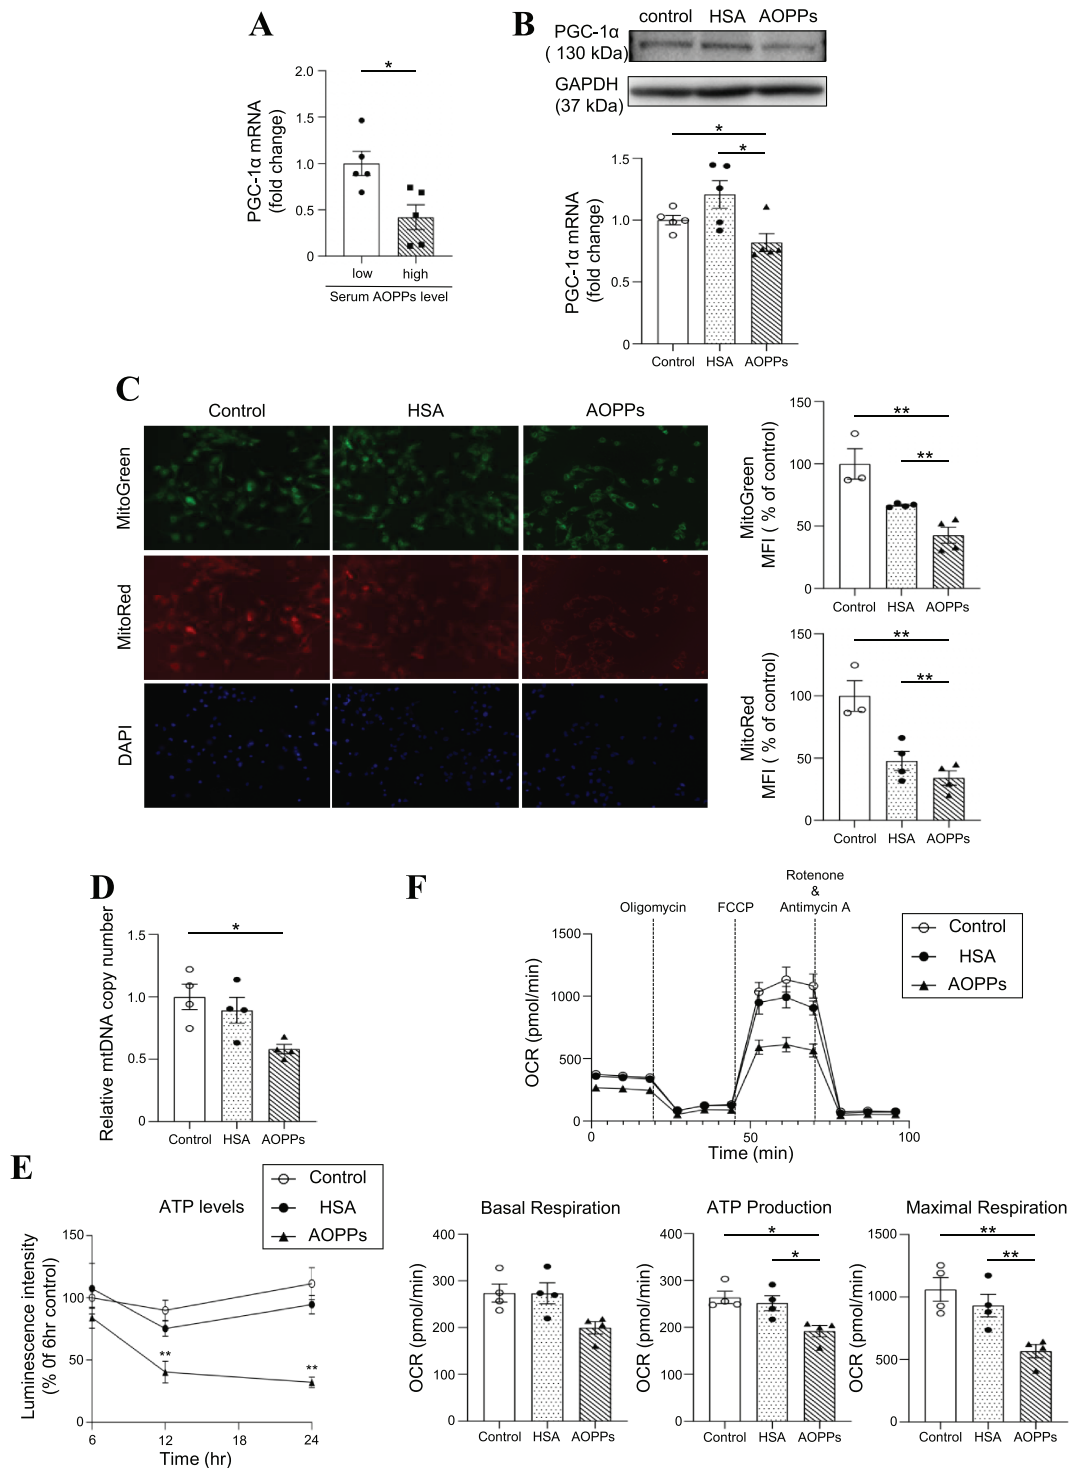 A
PGC-1α mRNA
(fold change)
2.0
1.5
1.0
0.5
0
*
low
high
Serum AOPPs level
B
control HSA AOPPs
PGC-1α
( 130 kDa)
GAPDH
(37 kDa)
PGC-1α mRNA
(fold change)
1.5
1.0
0.5
0
*
*
Control HSA AOPPs
C
Control HSA AOPPs
MitoGreen
MitoRed
DAPI
MitoGreen
MFI ( % of control)
150
100
50
0
**
**
Control HSA AOPPs
MitoRed
MFI ( % of control)
150
100
50
0
**
**
Control HSA AOPPs
D
Relative mtDNA copy number
1.5
1.0
0.5
0
*
Control HSA AOPPs
F
Oligomycin
FCCP
Rotenone
&
Antimycin A
Control
HSA
AOPPs
OCR (pmol/min)
1500
1000
500
0
0 50 100
Time (min)
E
Control
HSA
AOPPs
ATP levels
Luminescence intensity
(% 0f 6hr control)
150
100
50
0
**
**
6 12 18 24
Time (hr)
Basal Respiration
OCR (pmol/min)
400
300
200
100
0
Control HSA AOPPs
ATP Production
OCR (pmol/min)
400
300
200
100
0
*
*
Control HSA AOPPs
Maximal Respiration
OCR (pmol/min)
1500
1000
500
0
**
**
Control HSA AOPPs